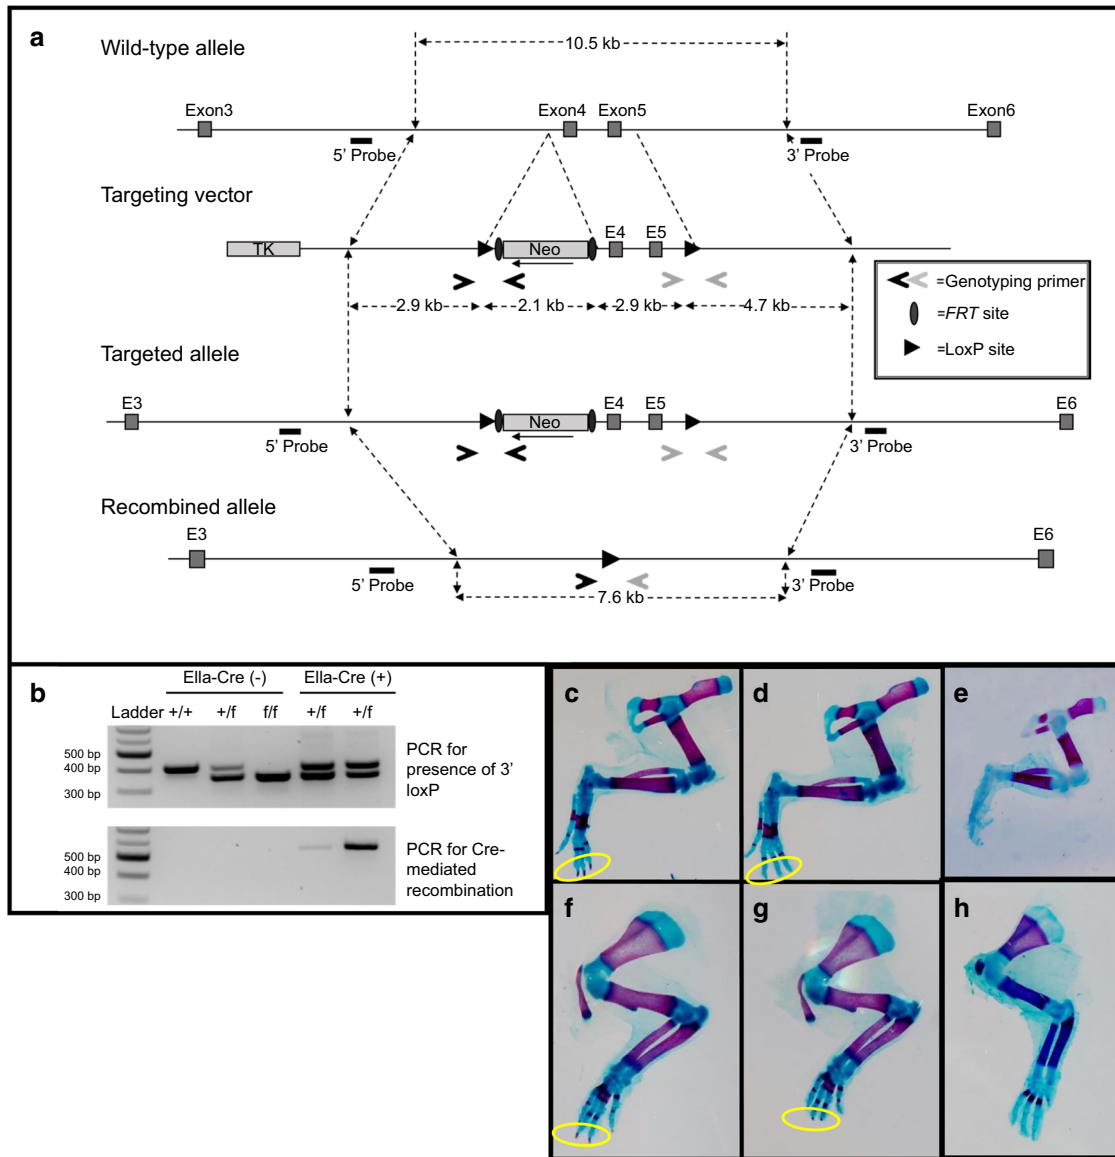 a
Wild-type allele
10.5 kb
Exon3
Exon4
Exon5
Exon6
5' Probe
3' Probe
Targeting vector
TK
Neo
E4
E5
2.9 kb
2.1 kb
2.9 kb
4.7 kb
=Genotyping primer
=FRT site
=LoxP site
Targeted allele
E3
Neo
E4
E5
E6
5' Probe
3' Probe
Recombined allele
E3
E6
5' Probe
3' Probe
7.6 kb
b
Ella-Cre (-)
Ella-Cre (+)
Ladder +/+ +/f f/f +/f +/f
500 bp
400 bp
300 bp
PCR for
presence of 3'
loxP
500 bp
400 bp
300 bp
PCR for Cre-
mediated
recombination
c
d
e
f
g
h